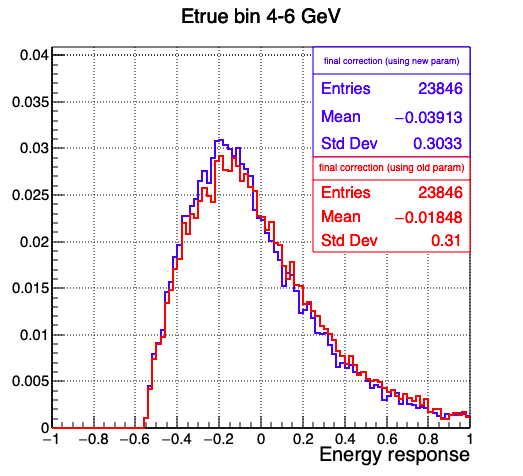 Etrue bin 4-6 GeV
final correction (using new param)
Entries 23846
Mean −0.03913
Std Dev 0.3033
final correction (using old param)
Entries 23846
Mean −0.01848
Std Dev 0.31
0.04
0.035
0.03
0.025
0.02
0.015
0.01
0.005
0
−1 −0.8 −0.6 −0.4 −0.2 0 0.2 0.4 0.6 0.8 1
Energy response